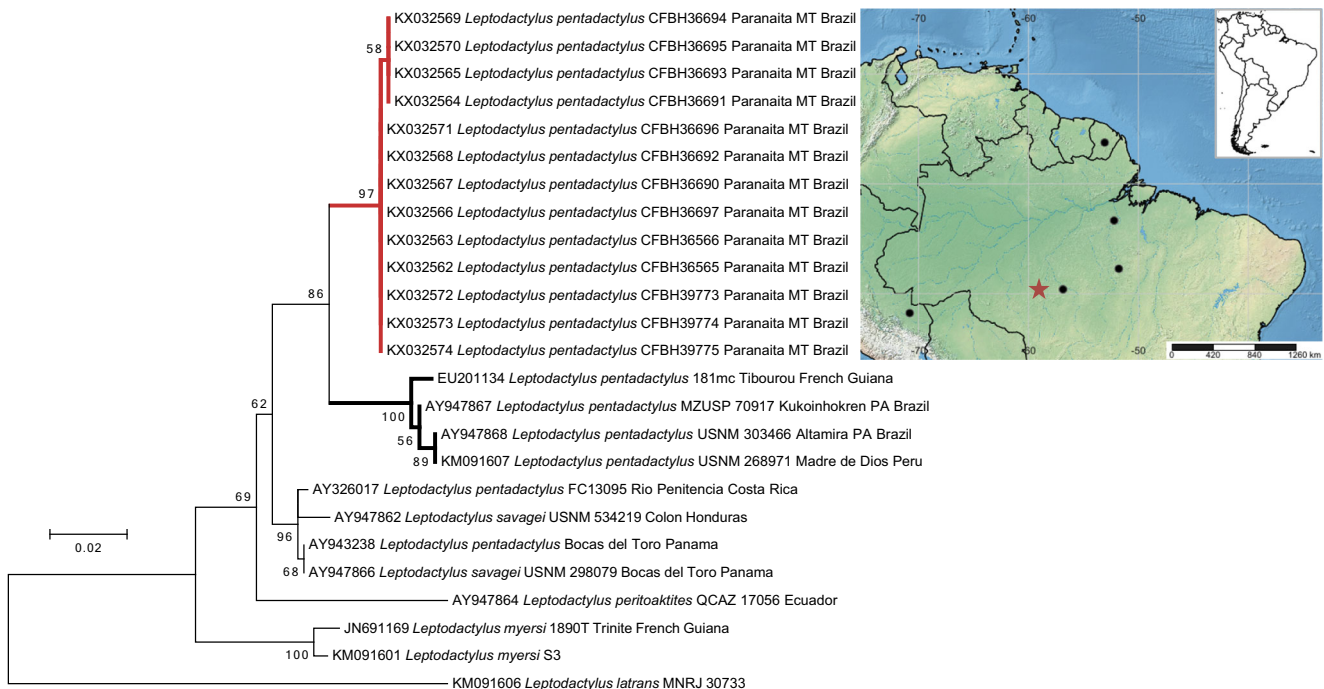 KX032569 Leptodactylus pentadactylus CFBH36694 Paranaita MT Brazil
58
KX032570 Leptodactylus pentadactylus CFBH36695 Paranaita MT Brazil
KX032565 Leptodactylus pentadactylus CFBH36693 Paranaita MT Brazil
KX032564 Leptodactylus pentadactylus CFBH36691 Paranaita MT Brazil
KX032571 Leptodactylus pentadactylus CFBH36696 Paranaita MT Brazil
KX032568 Leptodactylus pentadactylus CFBH36692 Paranaita MT Brazil
KX032567 Leptodactylus pentadactylus CFBH36690 Paranaita MT Brazil
97
KX032566 Leptodactylus pentadactylus CFBH36697 Paranaita MT Brazil
KX032563 Leptodactylus pentadactylus CFBH36566 Paranaita MT Brazil
KX032562 Leptodactylus pentadactylus CFBH36565 Paranaita MT Brazil
86
KX032572 Leptodactylus pentadactylus CFBH39773 Paranaita MT Brazil
KX032573 Leptodactylus pentadactylus CFBH39774 Paranaita MT Brazil
KX032574 Leptodactylus pentadactylus CFBH39775 Paranaita MT Brazil
EU201134 Leptodactylus pentadactylus 181mc Tibourou French Guiana
62
AY947867 Leptodactylus pentadactylus MZUSP 70917 Kukoinhokren PA Brazil
100
AY947868 Leptodactylus pentadactylus USNM 303466 Altamira PA Brazil
56
KM091607 Leptodactylus pentadactylus USNM 268971 Madre de Dios Peru
89
AY326017 Leptodactylus pentadactylus FC13095 Rio Penitencia Costa Rica
69
AY947862 Leptodactylus savagei USNM 534219 Colon Honduras
96
AY943238 Leptodactylus pentadactylus Bocas del Toro Panama
0.02
AY947866 Leptodactylus savagei USNM 298079 Bocas del Toro Panama
68
AY947864 Leptodactylus peritoaktites QCAZ 17056 Ecuador
JN691169 Leptodactylus myersi 1890T Trinite French Guiana
KM091601 Leptodactylus myersi S3
100
KM091606 Leptodactylus latrans MNRJ 30733
-70
-60
-50
-70
-60
-50
0 420 840 1260 km